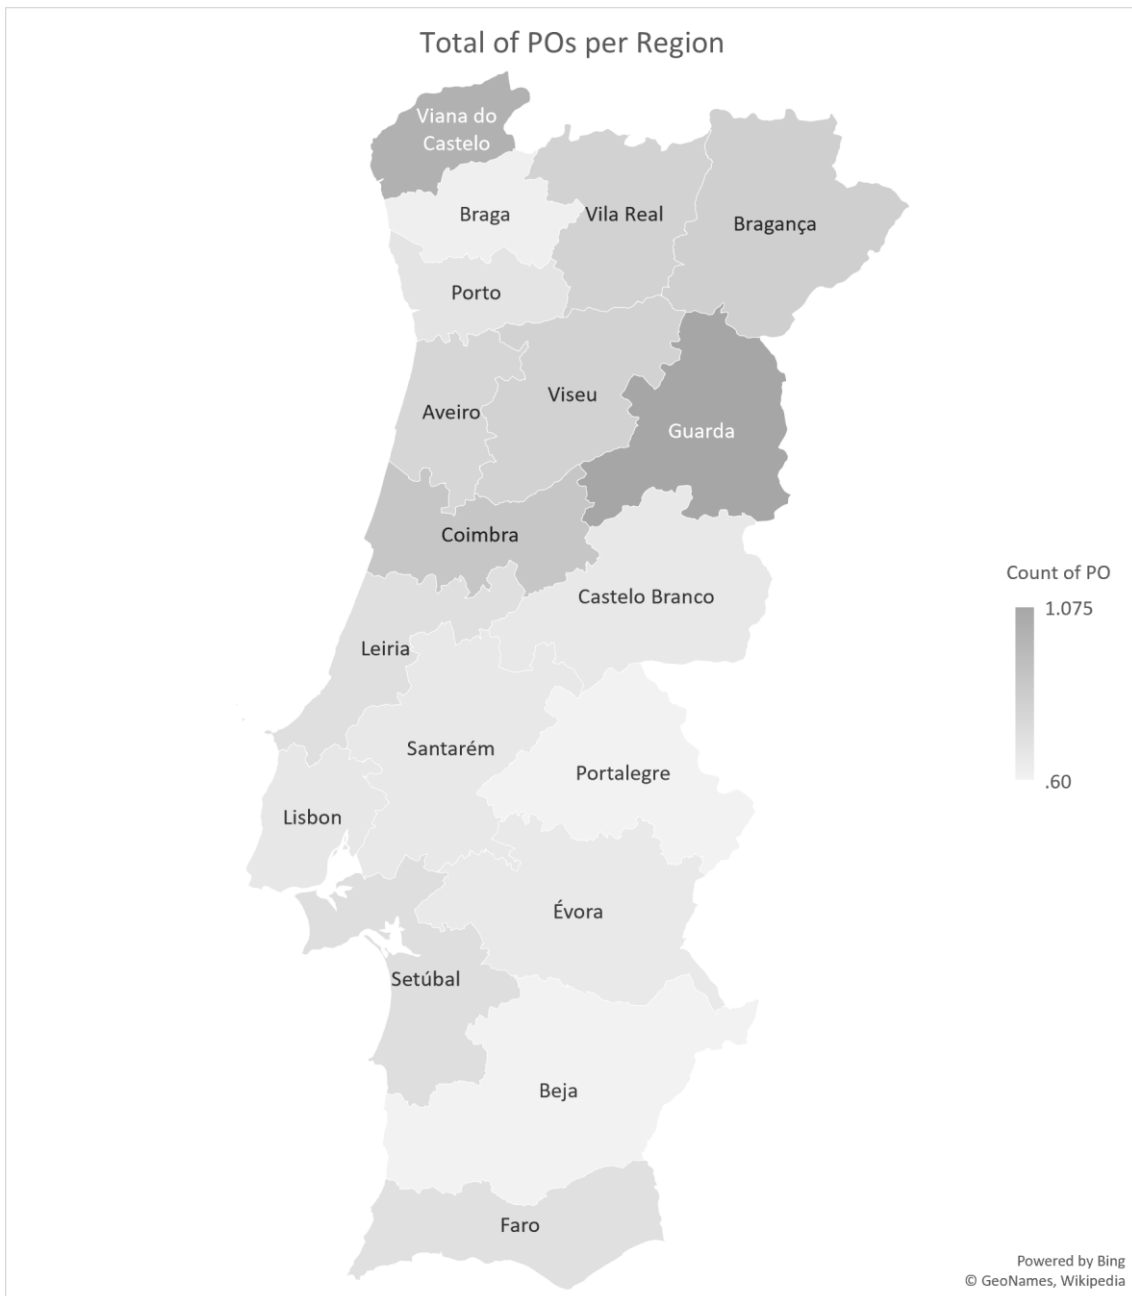 Total of POs per Region
Viana do
Castelo
Braga
Vila Real
Bragança
Porto
Viseu
Aveiro
Guarda
Coimbra
Count of PO
1.075
Castelo Branco
Leiria
Santarém
Portalegre
.60
Lisbon
Évora
Setúbal
Beja
Faro
Powered by Bing
© GeoNames, Wikipedia